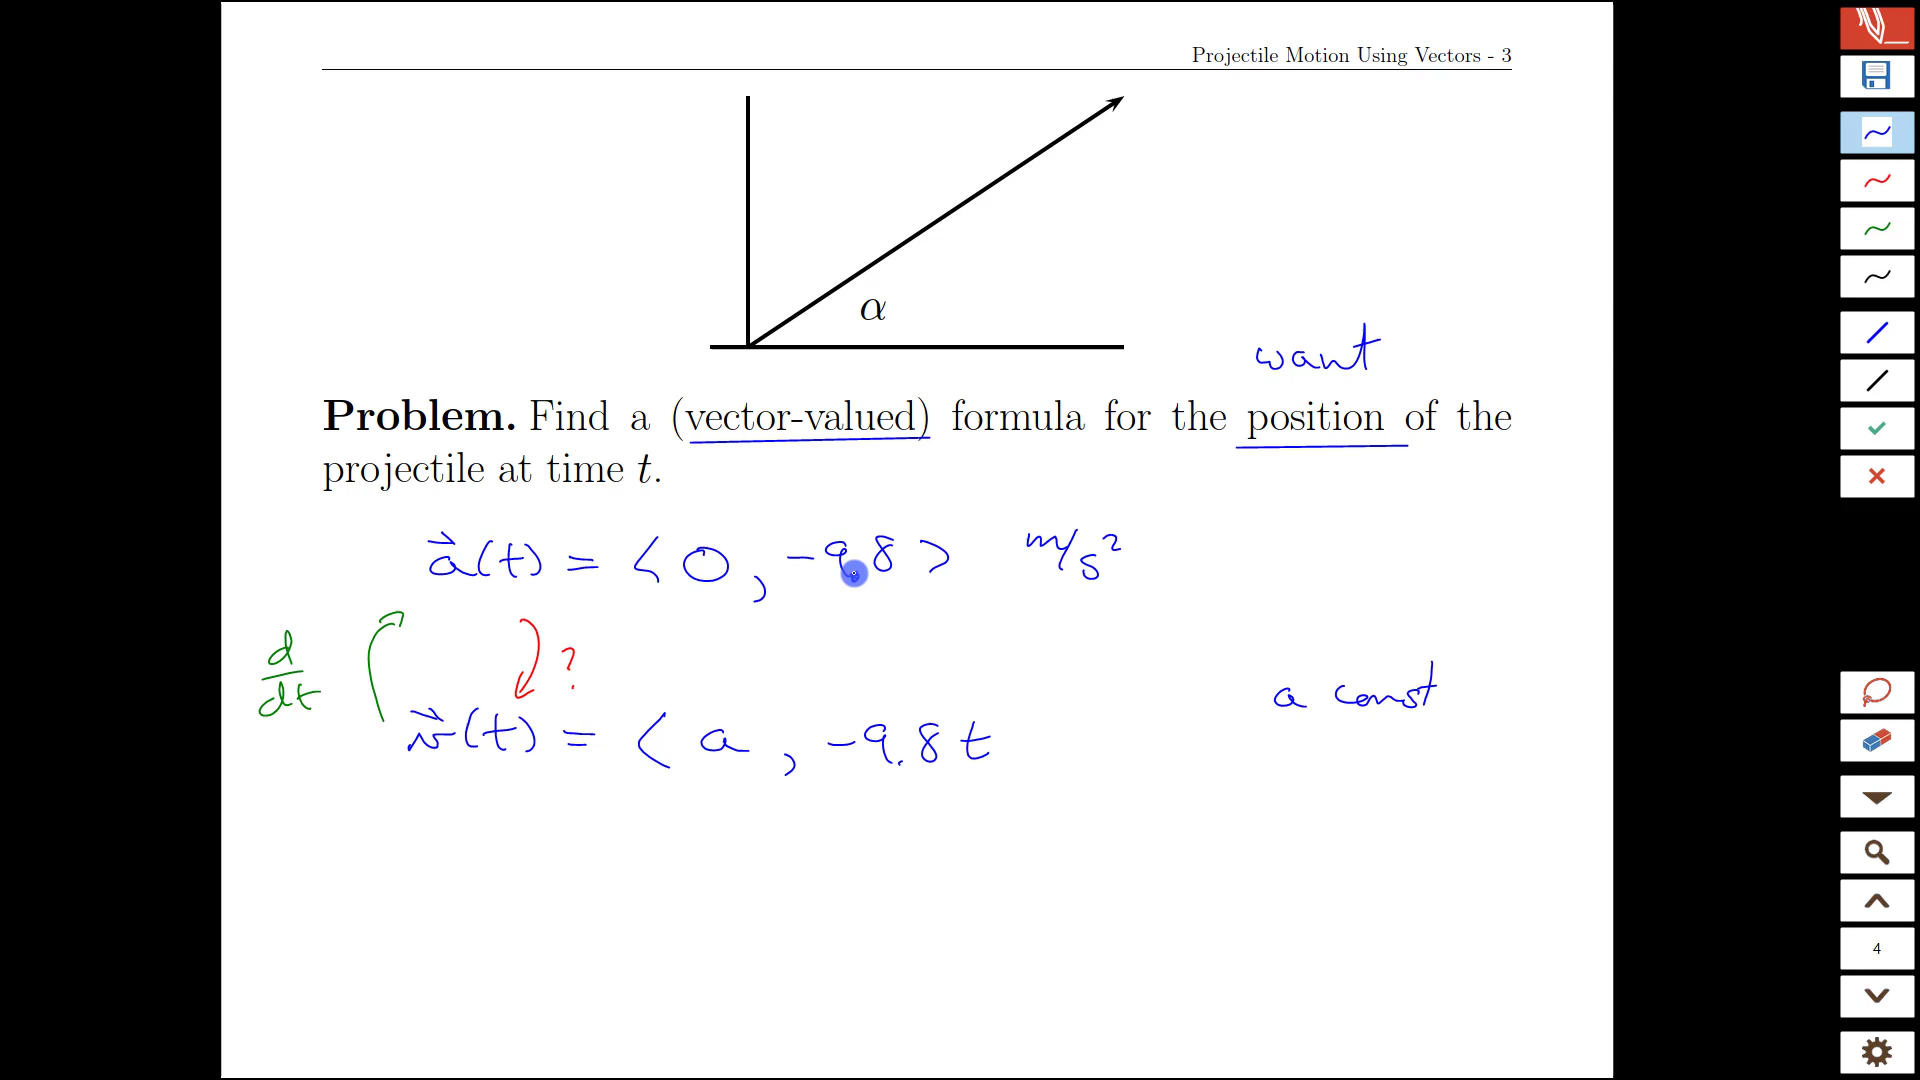 Projectile Motion Using Vectors - 3
α
want
Problem. Find a (vector-valued) formula for the position of the
projectile at time t.
a⃗(t) = < 0, -9.8 > m/s²
d/dt
?
a const
v⃗(t) = < a, -9.8t
4